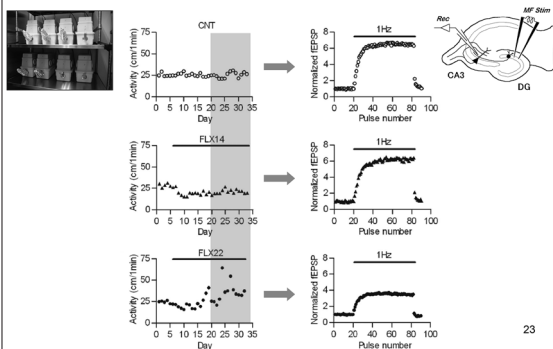 CNT
Activity (cm/1min)
75
50
25
0
0 5 10 15 20 25 30 35
Day
1Hz
Normalized fEPSP
8
6
4
2
0
0 20 40 60 80 100
Pulse number
Rec
MF Stim
CA3
DG
FLX14
Activity (cm/1min)
75
50
25
0
0 5 10 15 20 25 30 35
Day
1Hz
Normalized fEPSP
8
6
4
2
0
0 20 40 60 80 100
Pulse number
FLX22
Activity (cm/1min)
75
50
25
0
0 5 10 15 20 25 30 35
Day
1Hz
Normalized fEPSP
8
6
4
2
0
0 20 40 60 80 100
Pulse number
23